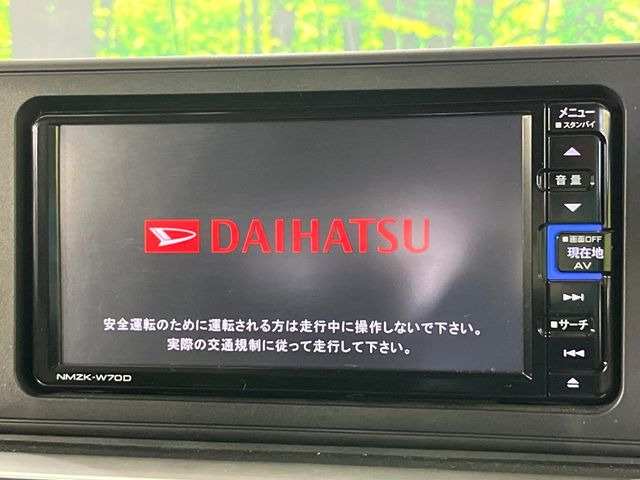 DAIHATSU
安全運転のために運転される方は走行中に操作しないで下さい。
実際の交通規制に従って走行して下さい。
NMZK-W70D
メニュー
スタンバイ
音量
画面OFF
現在地
AV
サーチ